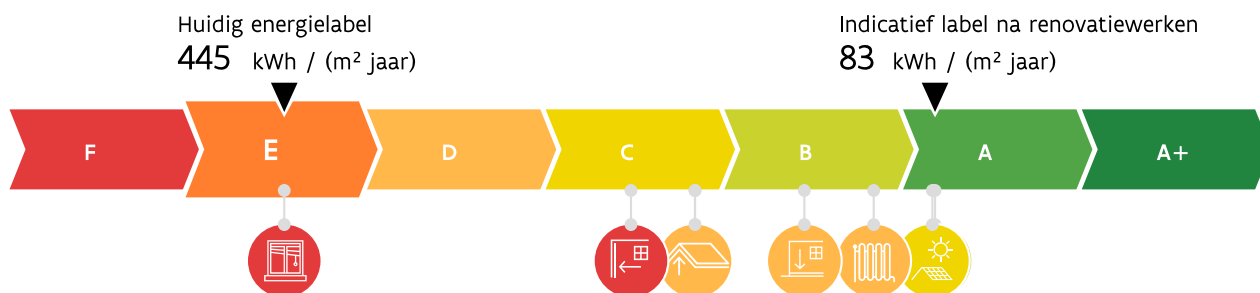 Huidig energielabel
445 kWh / (m² jaar)
Indicatief label na renovatiewerken
83 kWh / (m² jaar)
F E D C B A A+